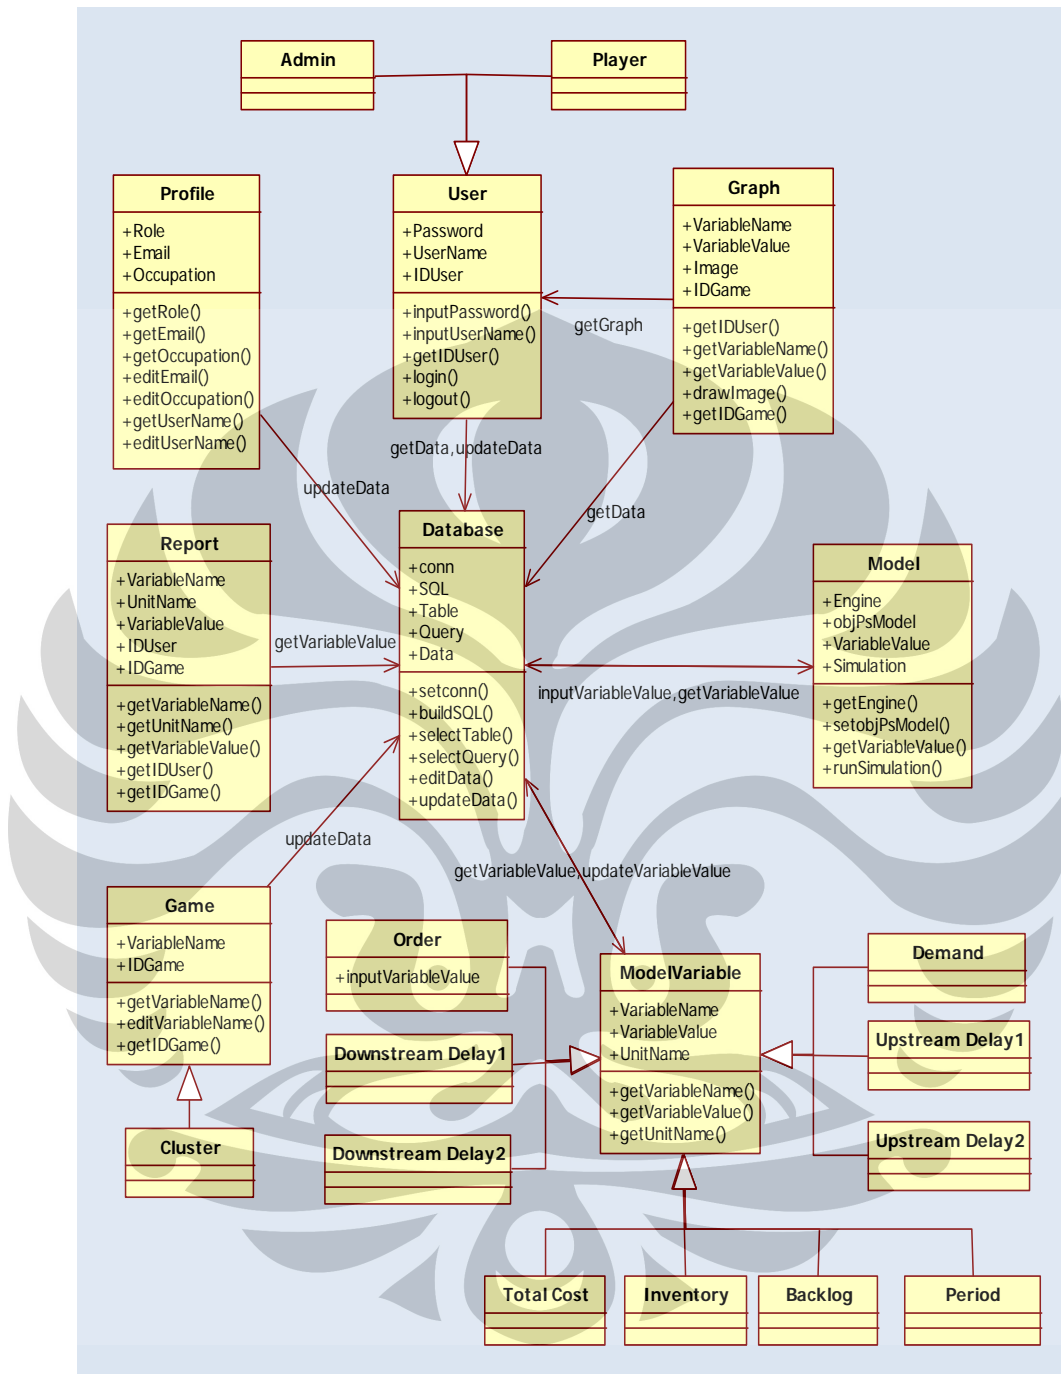 Admin
Player
Profile
+Role
+Email
+Occupation
+getRole()
+getEmail()
+getOccupation()
+editEmail()
+editOccupation()
+getUserName()
+editUserName()
User
+Password
+UserName
+IDUser
+inputPassword()
+inputUserName()
+getIDUser()
+login()
+logout()
Graph
+VariableName
+VariableValue
+Image
+IDGame
+getIDUser()
+getVariableName()
+getVariableValue()
+drawImage()
+getIDGame()
getGraph
getData,updateData
updateData
getData
Report
+VariableName
+UnitName
+VariableValue
+IDUser
+IDGame
+getVariableName()
+getUnitName()
+getVariableValue()
+getIDUser()
+getIDGame()
getVariableValue
Database
+conn
+SQL
+Table
+Query
+Data
+setconn()
+buildSQL()
+selectTable()
+selectQuery()
+editData()
+updateData()
Model
+Engine
+objPsModel
+VariableValue
+Simulation
+getEngine()
+setobjPsModel()
+getVariableValue()
+runSimulation()
inputVariableValue,getVariableValue
updateData
getVariableValue,updateVariableValue
Game
+VariableName
+IDGame
+getVariableName()
+editVariableName()
+getIDGame()
Cluster
Order
+inputVariableValue
Downstream Delay1
Downstream Delay2
ModelVariable
+VariableName
+VariableValue
+UnitName
+getVariableName()
+getVariableValue()
+getUnitName()
Demand
Upstream Delay1
Upstream Delay2
Total Cost
Inventory
Backlog
Period